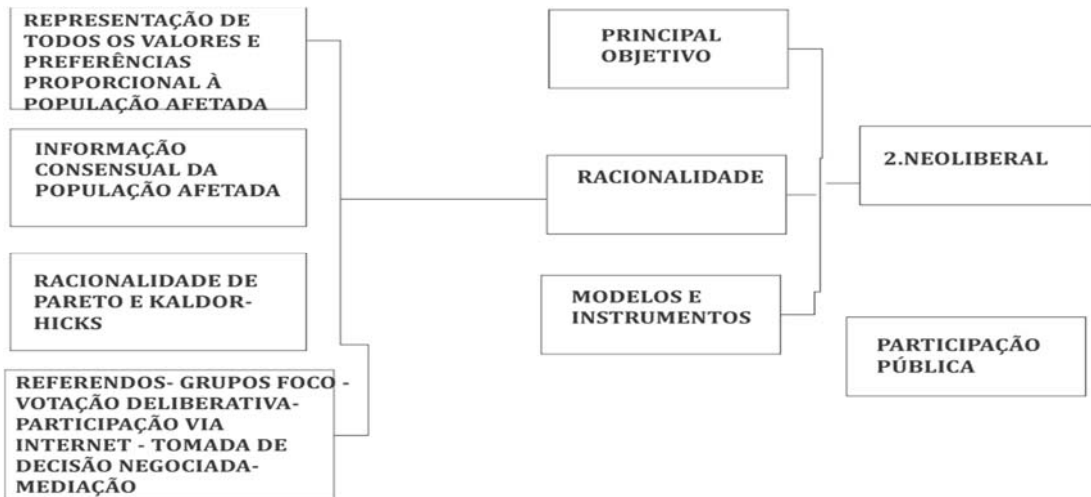 REPRESENTAÇÃO DE
TODOS OS VALORES E
PREFERÊNCIAS
PROPORCIONAL À
POPULAÇÃO AFETADA
INFORMAÇÃO
CONSENSUAL DA
POPULAÇÃO AFETADA
RACIONALIDADE DE
PARETO E KALDOR-
HICKS
REFERENDOS- GRUPOS FOCO -
VOTAÇÃO DELIBERATIVA-
PARTICIPAÇÃO VIA
INTERNET - TOMADA DE
DECISÃO NEGOCIADA-
MEDIAÇÃO
PRINCIPAL
OBJETIVO
RACIONALIDADE
MODELOS E
INSTRUMENTOS
2.NEOLIBERAL
PARTICIPAÇÃO
PÚBLICA